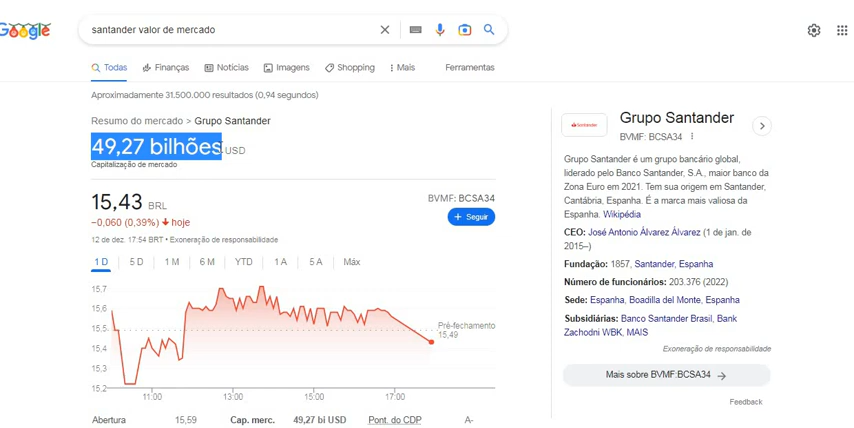 Google
santander valor de mercado
Todas
Finanças
Notícias
Imagens
Shopping
Mais
Ferramentas
Aproximadamente 31.500.000 resultados (0,94 segundos)
Resumo do mercado > Grupo Santander
49,27 bilhões USD
Capitalização de mercado
15,43 BRL
−0,060 (0,39%) hoje
12 de dez. 17:54 BRT • Exoneração de responsabilidade
BVMF: BCSA34
+ Seguir
1 D
5 D
1 M
6 M
YTD
1 A
5 A
Máx
15,7
15,6
15,5
15,4
15,3
15,2
Pré-fechamento
15,49
11:00
13:00
15:00
17:00
Abertura 15,59 Cap. merc. 49,27 bi USD Pont. do CDP A-
Santander
Grupo Santander
BVMF: BCSA34
Grupo Santander é um grupo bancário global,
liderado pelo Banco Santander, S.A., maior banco da
Zona Euro em 2021. Tem sua origem em Santander,
Cantábria, Espanha. É a marca mais valiosa da
Espanha. Wikipédia
CEO: José Antonio Álvarez Álvarez (1 de jan. de
2015–)
Fundação: 1857, Santander, Espanha
Número de funcionários: 203.376 (2022)
Sede: Espanha, Boadilla del Monte, Espanha
Subsidiárias: Banco Santander Brasil, Bank
Zachodni WBK, MAIS
Exoneração de responsabilidade
Mais sobre BVMF:BCSA34 →
Feedback